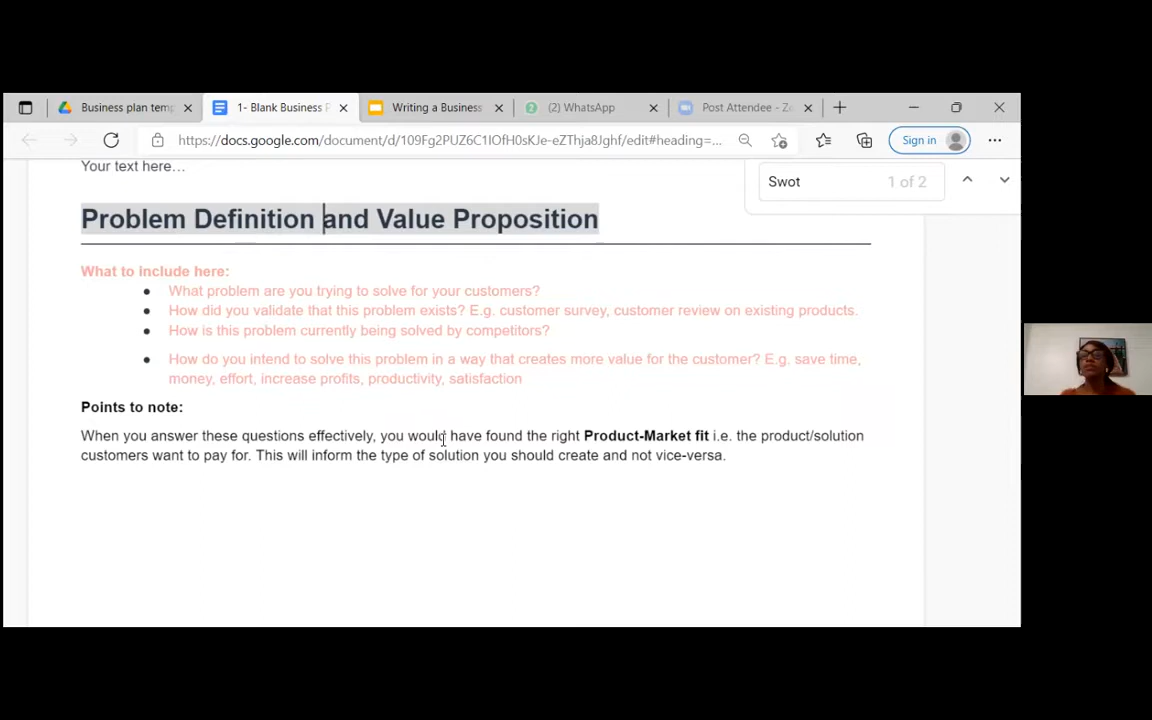 Business plan temp
1- Blank Business P
Writing a Business
(2) WhatsApp
Post Attendee - Zo
https://docs.google.com/document/d/109Fg2PUZ6C1lOfH0sKJe-eZThja8Jghf/edit#heading=...
Sign in
Your text here...
Swot
1 of 2
Problem Definition and Value Proposition
What to include here:
What problem are you trying to solve for your customers?
How did you validate that this problem exists? E.g. customer survey, customer review on existing products.
How is this problem currently being solved by competitors?
How do you intend to solve this problem in a way that creates more value for the customer? E.g. save time,
money, effort, increase profits, productivity, satisfaction
Points to note:
When you answer these questions effectively, you would have found the right Product-Market fit i.e. the product/solution
customers want to pay for. This will inform the type of solution you should create and not vice-versa.